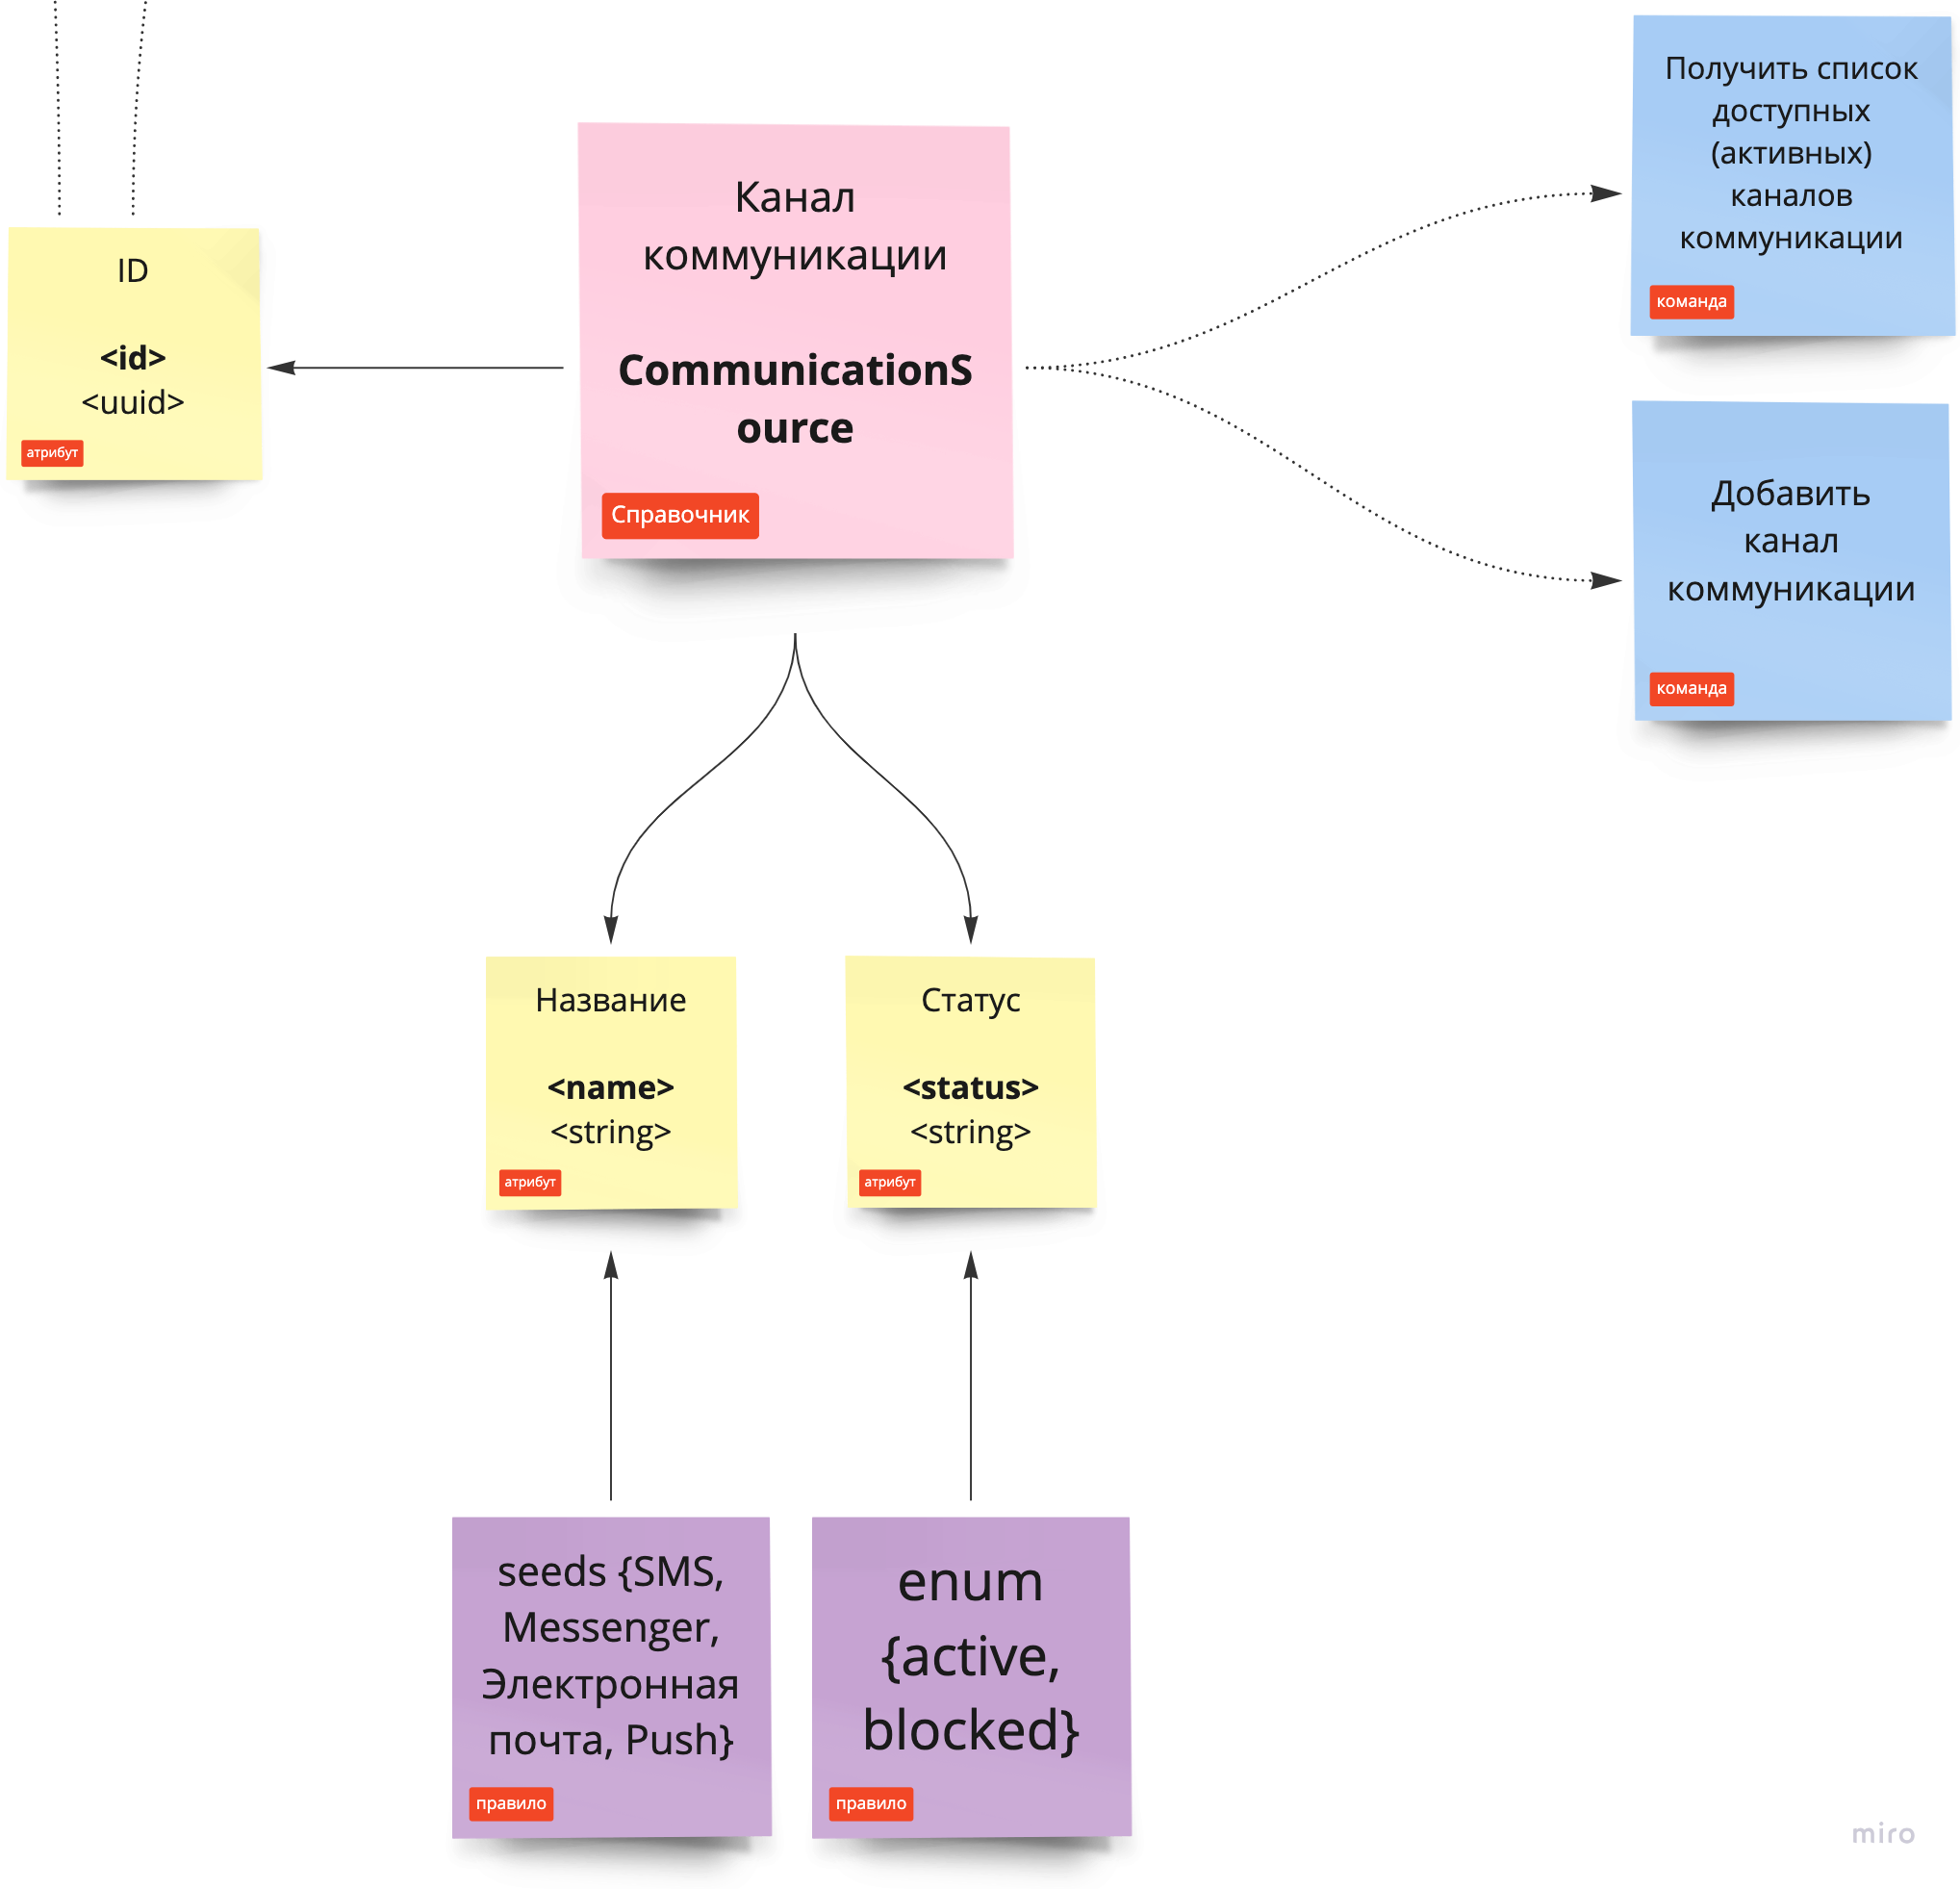 Получить список
доступных
(активных)
каналов
коммуникации
команда
Канал
коммуникации
CommunicationS
ource
Справочник
ID
<id>
<uuid>
атрибут
Добавить
канал
коммуникации
команда
Название
<name>
<string>
атрибут
Статус
<status>
<string>
атрибут
seeds {SMS,
Messenger,
Электронная
почта, Push}
правило
enum
{active,
blocked}
правило
miro